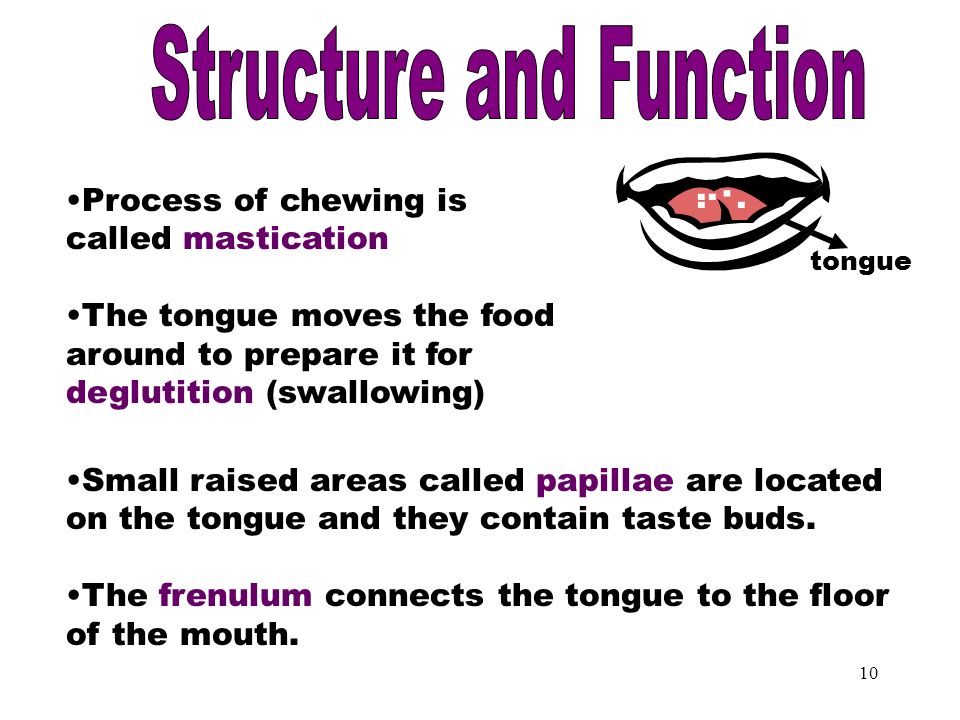 Structure and Function
•Process of chewing is
called mastication
tongue
•The tongue moves the food
around to prepare it for
deglutition (swallowing)
•Small raised areas called papillae are located
on the tongue and they contain taste buds.
•The frenulum connects the tongue to the floor
of the mouth.
10